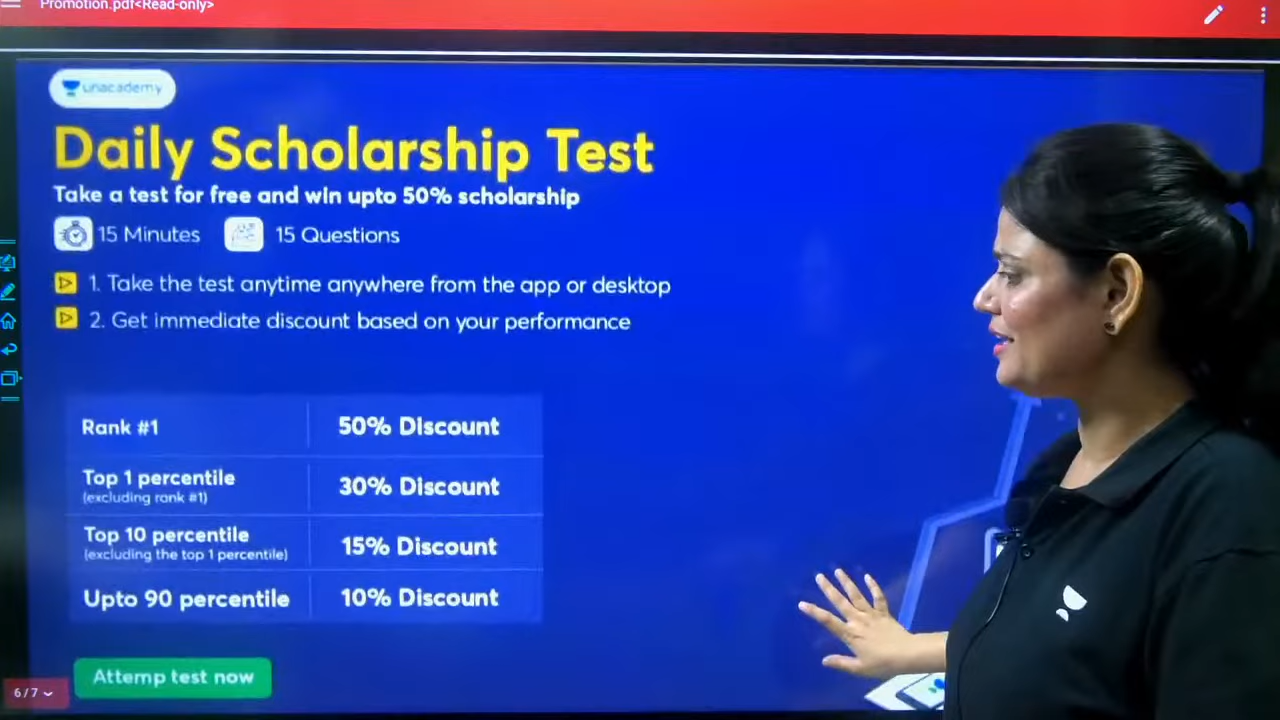 Promotion.pdf<Read-only>
unacademy
Daily Scholarship Test
Take a test for free and win upto 50% scholarship
15 Minutes 15 Questions
1. Take the test anytime anywhere from the app or desktop
2. Get immediate discount based on your performance
Rank #1 50% Discount
Top 1 percentile 30% Discount
(excluding rank #1)
Top 10 percentile 15% Discount
(excluding the top 1 percentile)
Upto 90 percentile 10% Discount
Attemp test now
6/7